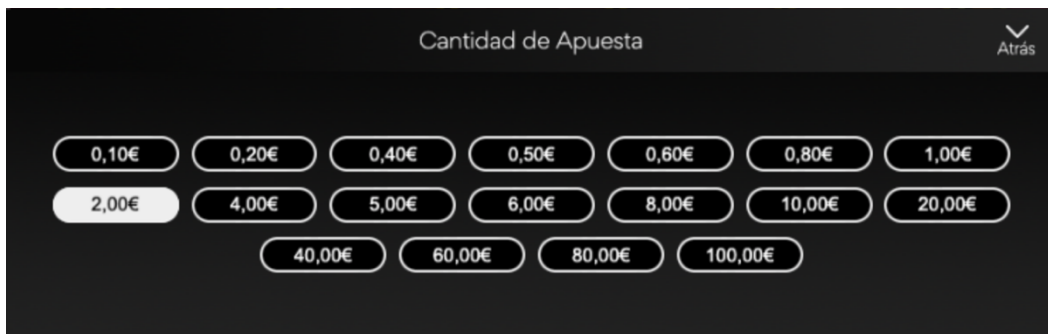 Cantidad de Apuesta
Atrás
0,10€ 0,20€ 0,40€ 0,50€ 0,60€ 0,80€ 1,00€
2,00€ 4,00€ 5,00€ 6,00€ 8,00€ 10,00€ 20,00€
40,00€ 60,00€ 80,00€ 100,00€